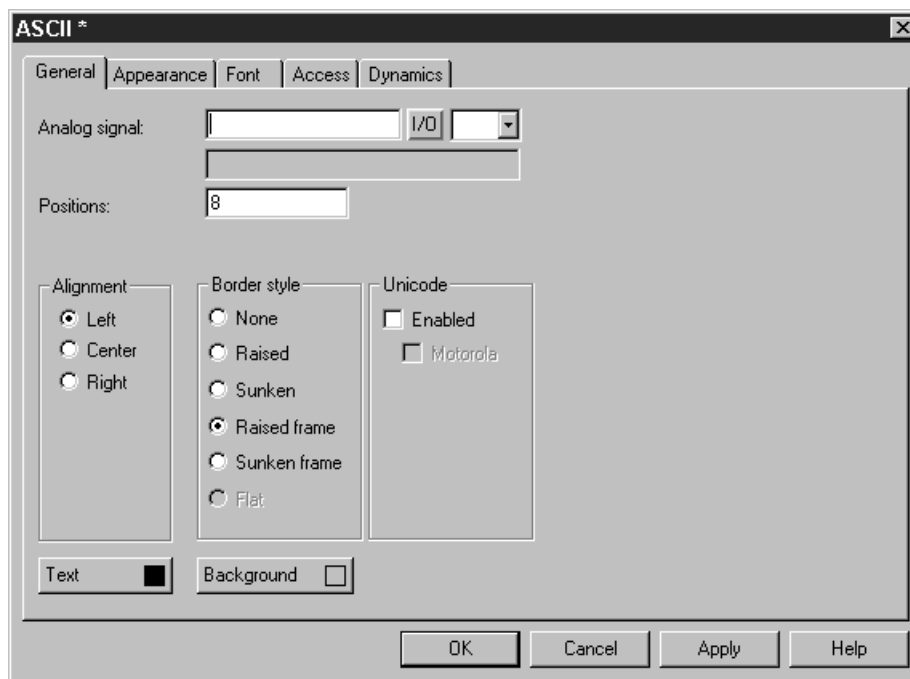 ASCII *
General Appearance Font Access Dynamics
Analog signal: I/O
Positions: 8
Alignment
Left
Center
Right
Border style
None
Raised
Sunken
Raised frame
Sunken frame
Flat
Unicode
Enabled
Motorola
Text Background
OK Cancel Apply Help